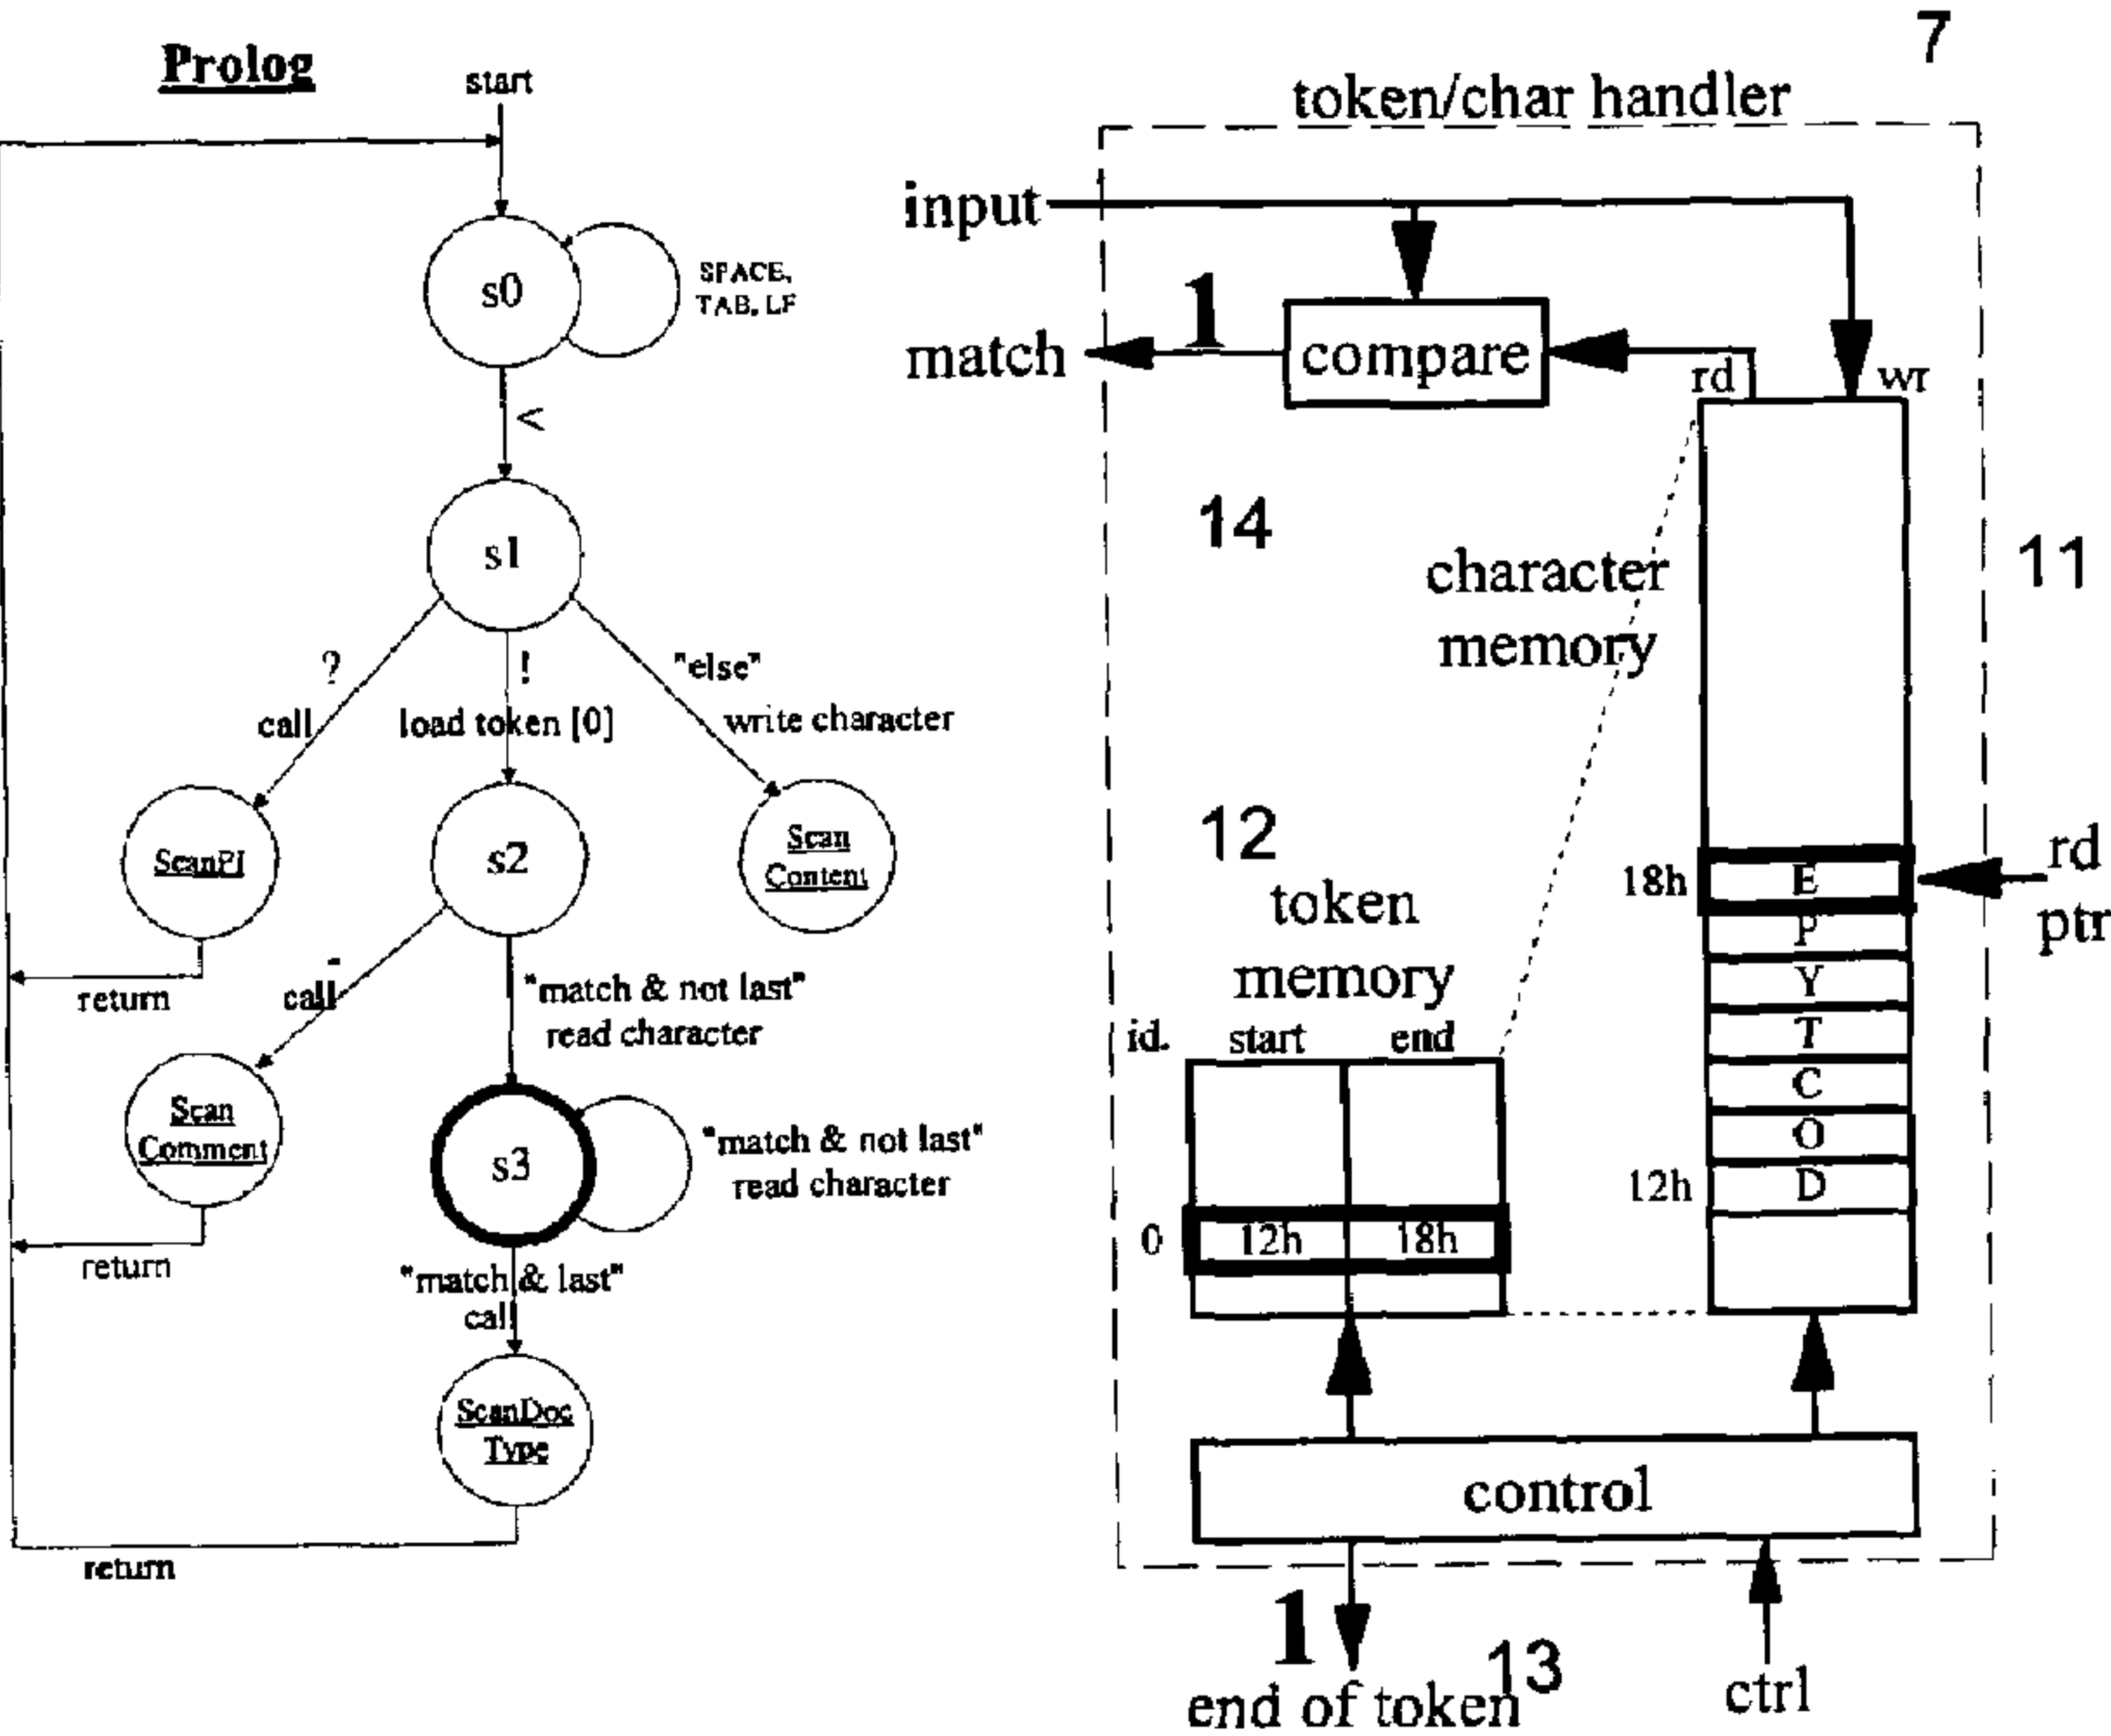 Prolog
start
s0
SPACE,
TAB, LF
<
s1
?
!
"else"
call
load token [0]
write character
ScanPI
s2
Scan
Content
return
-
call
"match & not last"
read character
Scan
Comment
s3
"match & not last"
read character
return
"match & last"
call
ScanDoc
Type
return
7
token/char handler
input
1
match
compare
rd
wr
14
11
character
memory
12
token
memory
id.
start
end
0
12h
18h
18h
E
P
Y
T
C
O
12h
D
rd
ptr
control
1
13
end of token
ctrl